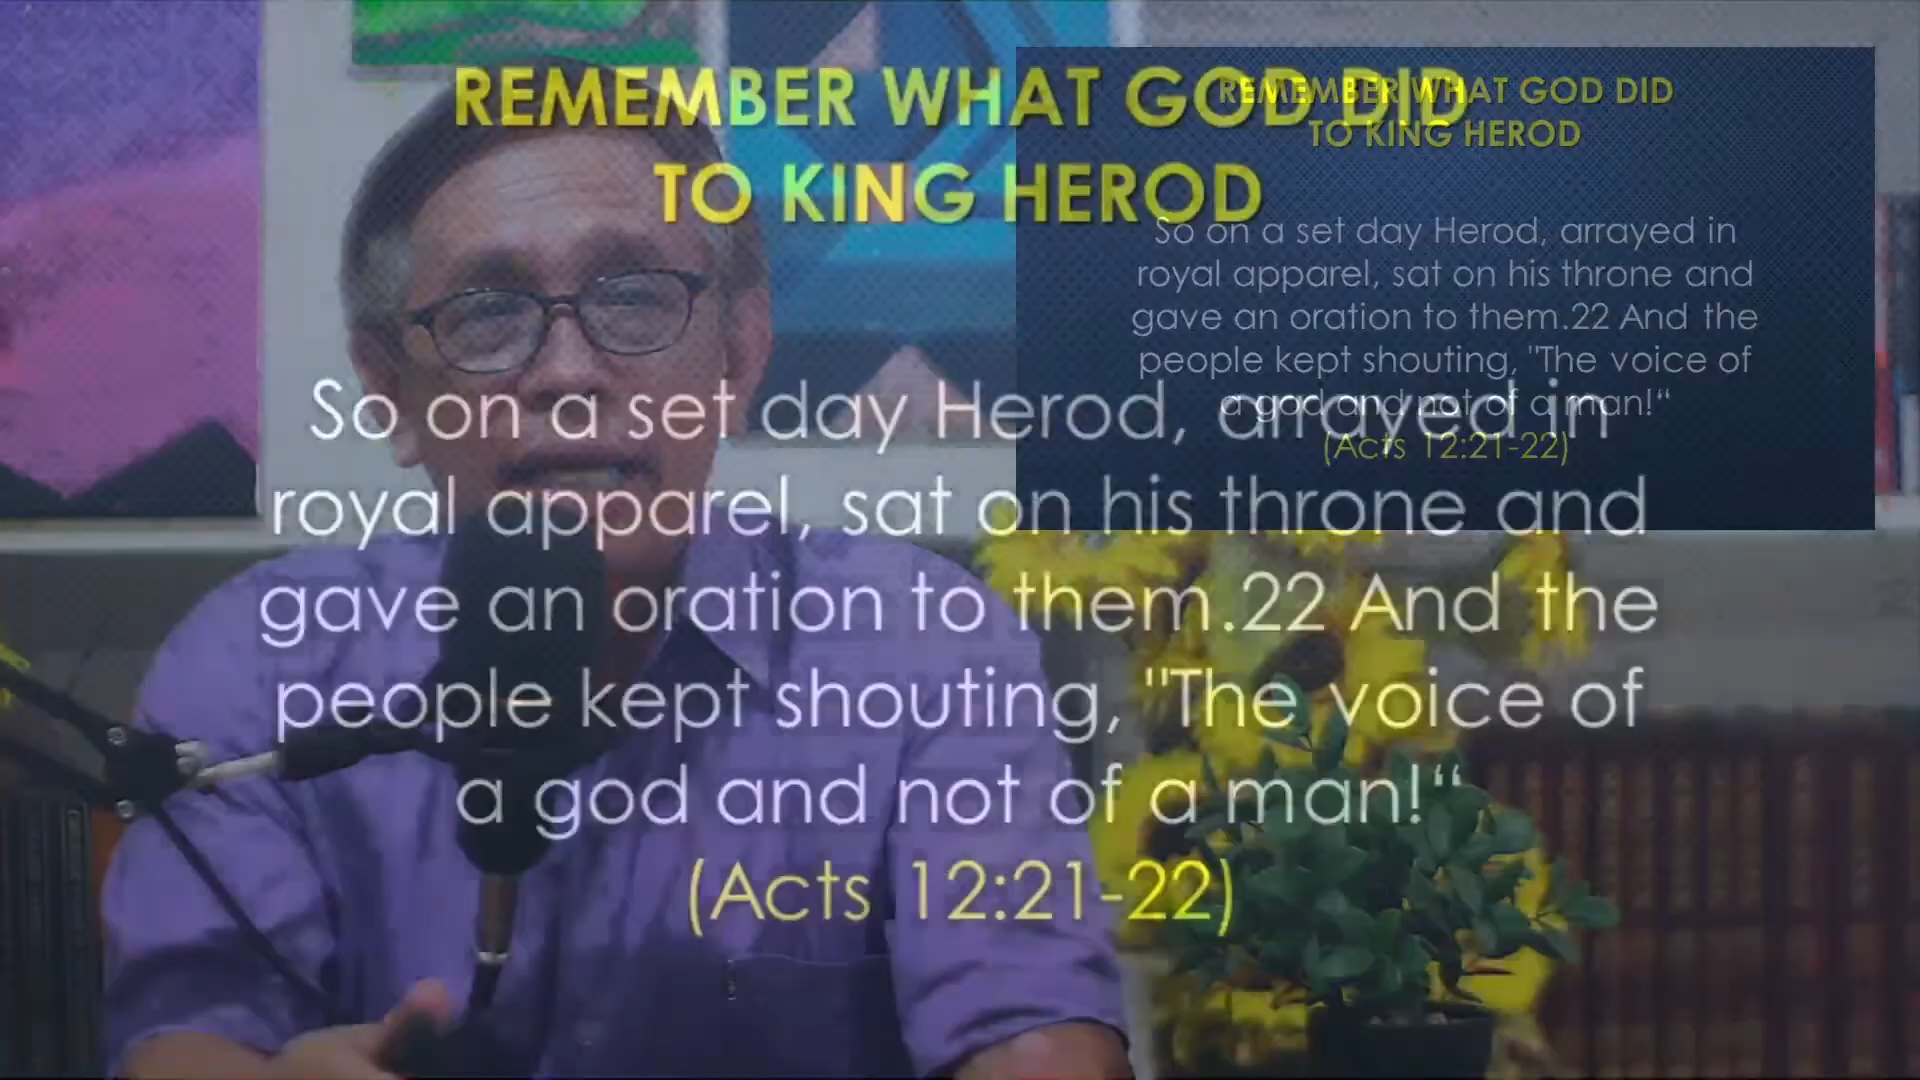 REMEMBER WHAT GOD DID
TO KING HEROD
So on a set day Herod, arrayed in
royal apparel, sat on his throne and
gave an oration to them.22 And the
people kept shouting, "The voice of
a god and not of a man!“
(Acts 12:21-22)
REMEMBER WHAT GOD DID
TO KING HEROD
So on a set day Herod, arrayed in
royal apparel, sat on his throne and
gave an oration to them.22 And the
people kept shouting, "The voice of
a god and not of a man!“
(Acts 12:21-22)